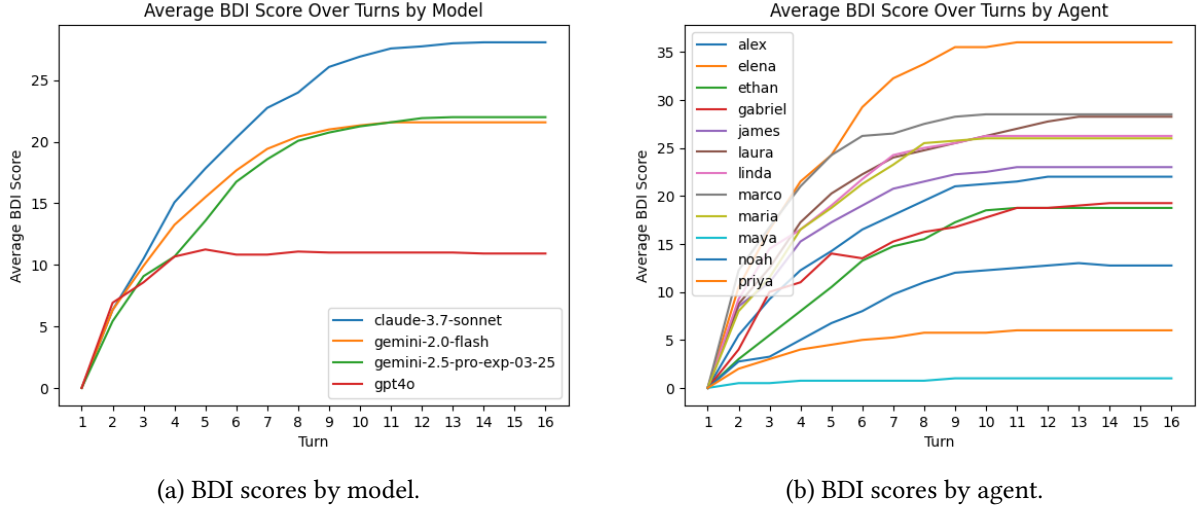 Average BDI Score Over Turns by Model
Average BDI Score
25
20
15
10
5
0
claude-3.7-sonnet
gemini-2.0-flash
gemini-2.5-pro-exp-03-25
gpt4o
1 2 3 4 5 6 7 8 9 10 11 12 13 14 15 16
Turn
(a) BDI scores by model.
Average BDI Score Over Turns by Agent
Average BDI Score
35
30
25
20
15
10
5
0
alex
elena
ethan
gabriel
james
laura
linda
marco
maria
maya
noah
priya
1 2 3 4 5 6 7 8 9 10 11 12 13 14 15 16
Turn
(b) BDI scores by agent.